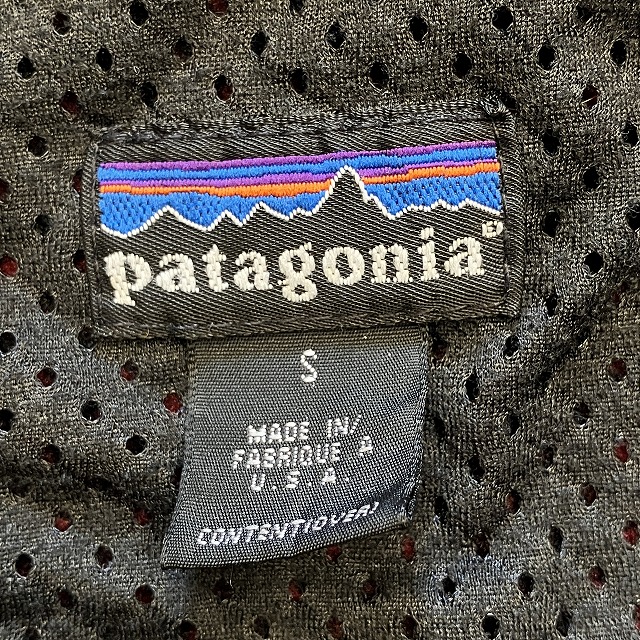 patagonia®
S
MADE IN/
FABRIQUE A
U.S.A.
CONTENT(OVER)